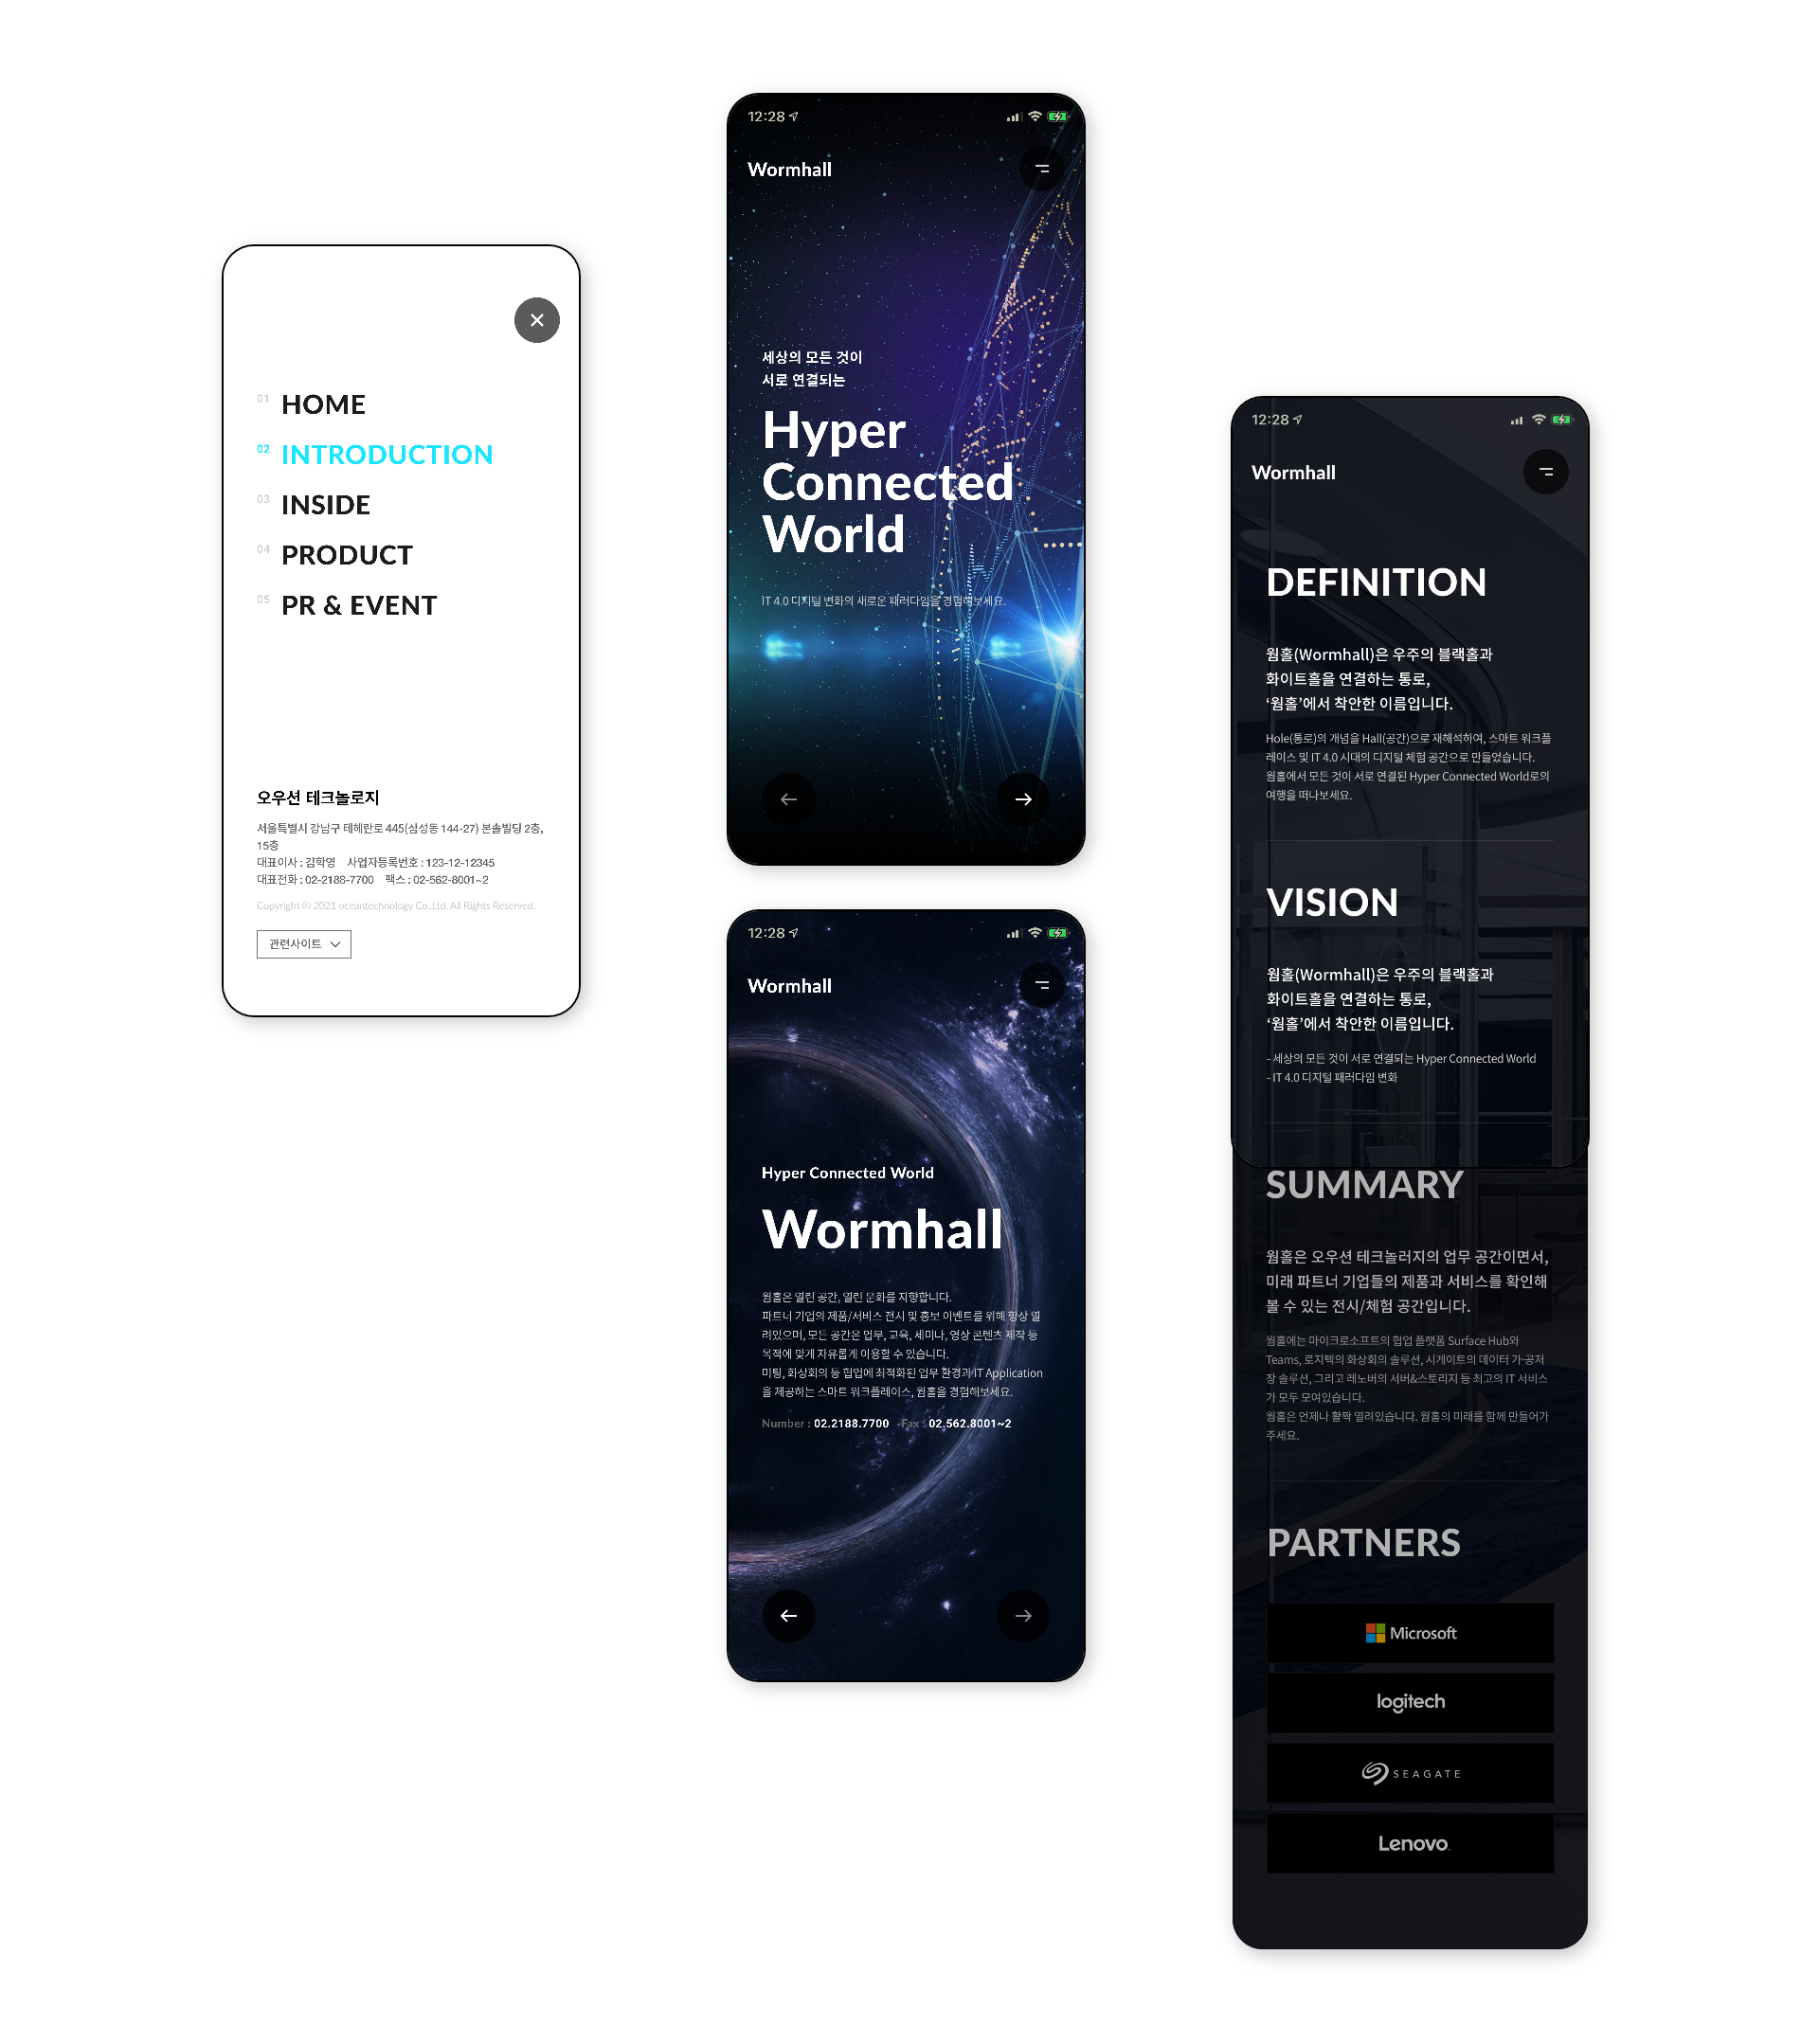 01 HOME
02 INTRODUCTION
03 INSIDE
04 PRODUCT
05 PR & EVENT
오우션 테크놀로지
서울특별시 강남구 테헤란로 445(삼성동 144-27) 본솔빌딩 2층,
15층
대표이사 : 김학영 사업자등록번호 : 123-12-12345
대표전화 : 02-2188-7700 팩스 : 02-562-8001~2
Copyright ⓒ 2021 oceantechnology Co.,Ltd. All Rights Reserved.
관련사이트
12:28
Wormhall
세상의 모든 것이
서로 연결되는
Hyper
Connected
World
IT 4.0 디지털 변화의 새로운 패러다임을 경험해보세요.
12:28
Wormhall
Hyper Connected World
Wormhall
웜홀은 열린 공간, 열린 문화를 지향합니다.
파트너 기업의 제품/서비스 전시 및 홍보 이벤트를 위해 항상 열
려있으며, 모든 공간은 업무, 교육, 세미나, 영상 콘텐츠 제작 등
목적에 맞게 자유롭게 이용할 수 있습니다.
미팅, 화상회의 등 협업에 최적화된 업무 환경과 IT Application
을 제공하는 스마트 워크플레이스, 웜홀을 경험해보세요.
Number : 02.2188.7700 · Fax : 02.562.8001~2
12:28
Wormhall
DEFINITION
웜홀(Wormhall)은 우주의 블랙홀과
화이트홀을 연결하는 통로,
‘웜홀’에서 착안한 이름입니다.
Hole(통로)의 개념을 Hall(공간)으로 재해석하여, 스마트 워크플
레이스 및 IT 4.0 시대의 디지털 체험 공간으로 만들었습니다.
웜홀에서 모든 것이 서로 연결된 Hyper Connected World로의
여행을 떠나보세요.
VISION
웜홀(Wormhall)은 우주의 블랙홀과
화이트홀을 연결하는 통로,
‘웜홀’에서 착안한 이름입니다.
- 세상의 모든 것이 서로 연결되는 Hyper Connected World
- IT 4.0 디지털 패러다임 변화
SUMMARY
웜홀은 오우션 테크놀러지의 업무 공간이면서,
미래 파트너 기업들의 제품과 서비스를 확인해
볼 수 있는 전시/체험 공간입니다.
웜홀에는 마이크로소프트의 협업 플랫폼 Surface Hub와
Teams, 로지텍의 화상회의 솔루션, 시게이트의 데이터 가·공저
장 솔루션, 그리고 레노버의 서버&스토리지 등 최고의 IT 서비스
가 모두 모여있습니다.
웜홀은 언제나 활짝 열려있습니다. 웜홀의 미래를 함께 만들어가
주세요.
PARTNERS
Microsoft
logitech
SEAGATE
Lenovo